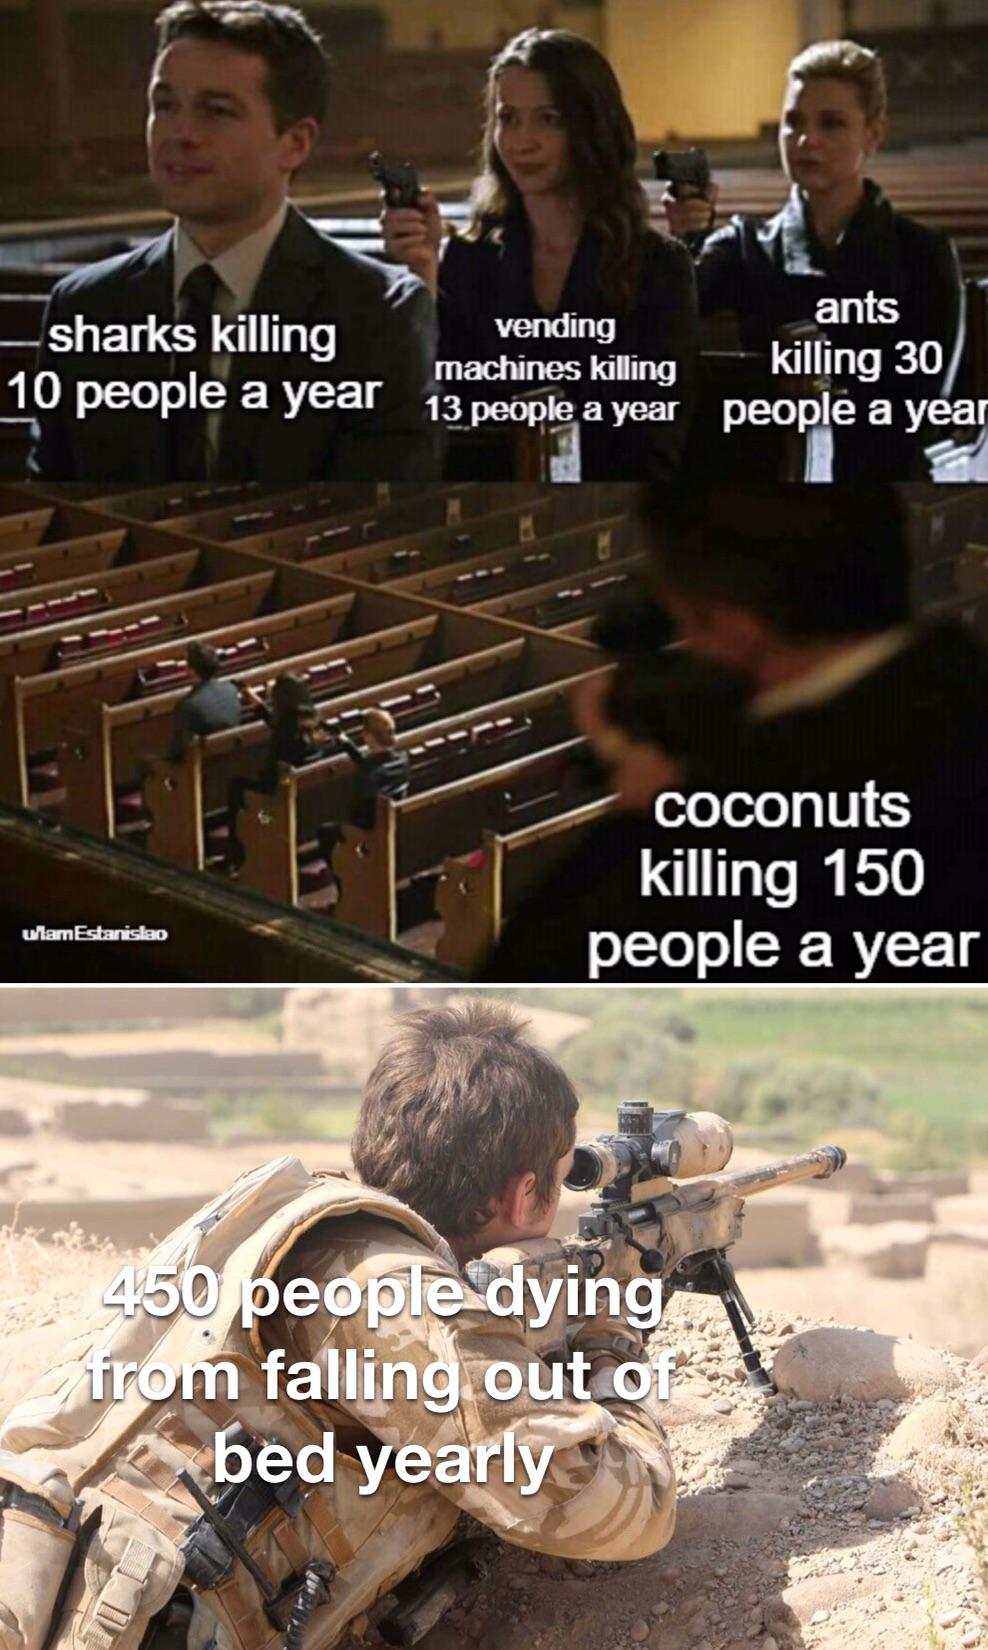 sharks killing
10 people a year
vending
machines killing
13 people a year
ants
killing 30
people a year
coconuts
killing 150
people a year
u/IamEstanislao
450 people dying
from falling out of
bed yearly